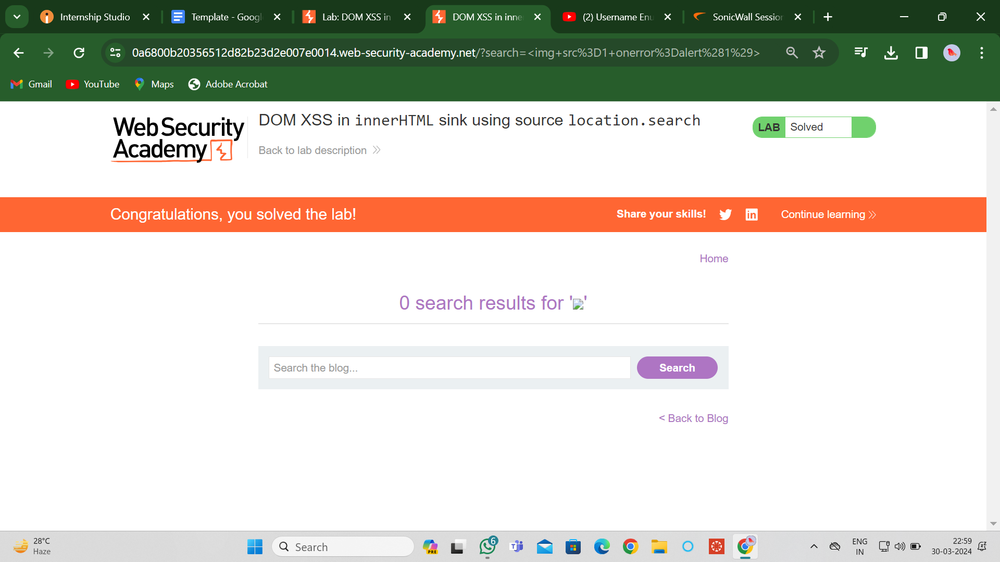 Internship Studio
Template - Googl
Lab: DOM XSS in
DOM XSS in inne
(2) Username Enu
SonicWall Session
0a6800b20356512d82b23d2e007e0014.web-security-academy.net/?search=<img+src%3D1+onerror%3Dalert%281%29>
Gmail
YouTube
Maps
Adobe Acrobat
Web Security
Academy
DOM XSS in innerHTML sink using source location.search
Back to lab description
LAB
Solved
Congratulations, you solved the lab!
Share your skills!
in
Continue learning
Home
0 search results for ''
Search the blog...
Search
< Back to Blog
28°C
Haze
Search
PRE
6
ENG
IN
22:59
30-03-2024